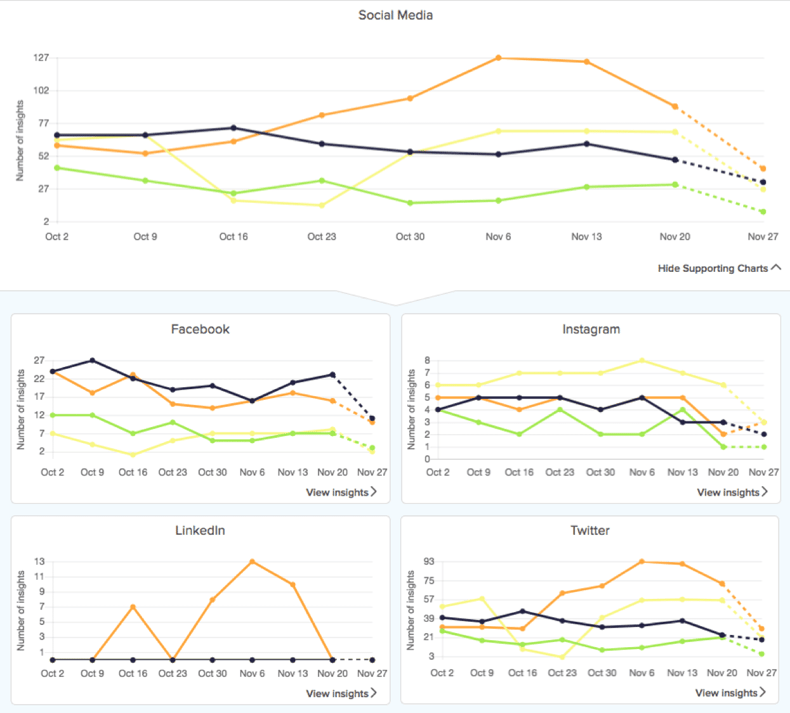 Social Media
Number of insights
127
102
77
52
27
2
Oct 2 Oct 9 Oct 16 Oct 23 Oct 30 Nov 6 Nov 13 Nov 20 Nov 27
Hide Supporting Charts
Facebook
Number of insights
27
22
17
12
7
2
Oct 2 Oct 9 Oct 16 Oct 23 Oct 30 Nov 6 Nov 13 Nov 20 Nov 27
View insights
Instagram
Number of insights
8
7
6
5
4
3
2
1
0
Oct 2 Oct 9 Oct 16 Oct 23 Oct 30 Nov 6 Nov 13 Nov 20 Nov 27
View insights
LinkedIn
Number of insights
13
11
9
7
5
3
1
Oct 2 Oct 9 Oct 16 Oct 23 Oct 30 Nov 6 Nov 13 Nov 20 Nov 27
View insights
Twitter
Number of insights
93
75
57
39
21
3
Oct 2 Oct 9 Oct 16 Oct 23 Oct 30 Nov 6 Nov 13 Nov 20 Nov 27
View insights